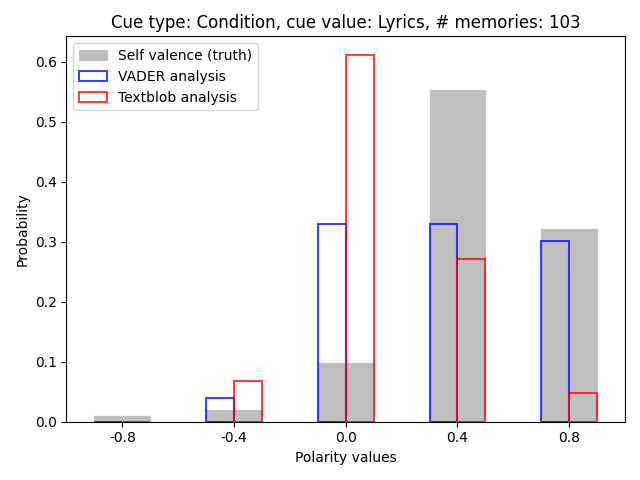 Cue type: Condition, cue value: Lyrics, # memories: 103
Self valence (truth)
VADER analysis
Textblob analysis
Probability
0.6
0.5
0.4
0.3
0.2
0.1
0.0
-0.8 -0.4 0.0 0.4 0.8
Polarity values